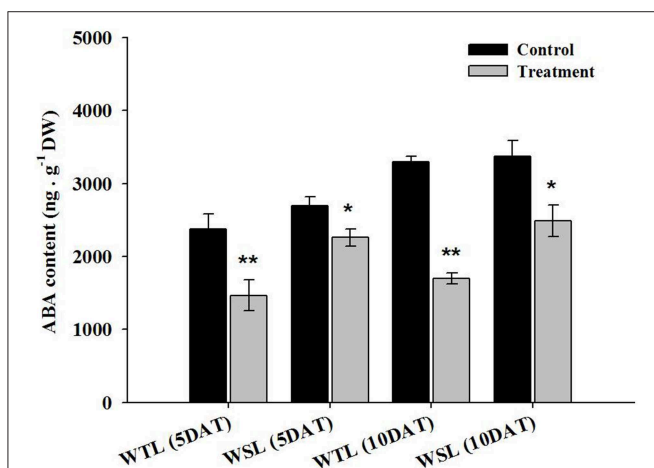 5000
4000
3000
2000
1000
0
ABA content (ng . g⁻¹ DW)
Control
Treatment
**
*
**
*
WTL (5DAT)
WSL (5DAT)
WTL (10DAT)
WSL (10DAT)